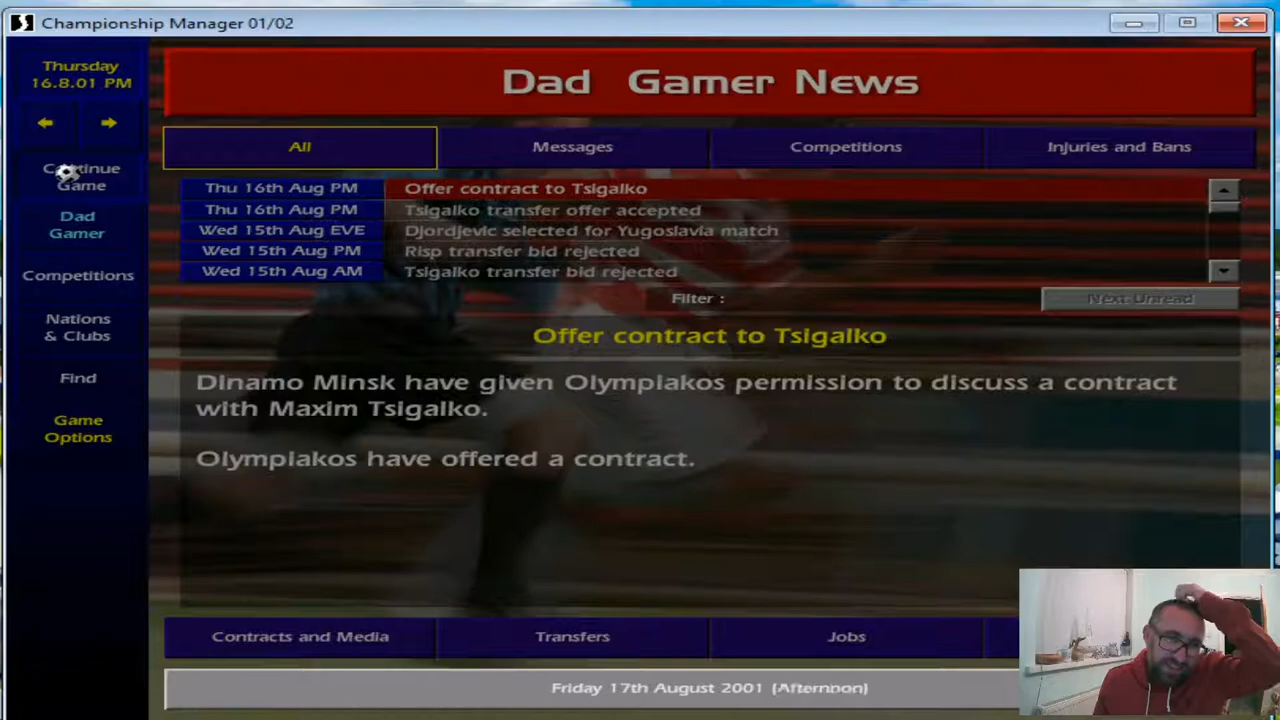 Championship Manager 01/02
Thursday
16.8.01 PM
Continue
Game
Dad
Gamer
Competitions
Nations
& Clubs
Find
Game
Options
Dad Gamer News
All
Messages
Competitions
Injuries and Bans
Thu 16th Aug PM Offer contract to Tsigalko
Thu 16th Aug PM Tsigalko transfer offer accepted
Wed 15th Aug EVE Djordjevic selected for Yugoslavia match
Wed 15th Aug PM Risp transfer bid rejected
Wed 15th Aug AM Tsigalko transfer bid rejected
Filter :
Next Unread
Offer contract to Tsigalko
Dinamo Minsk have given Olympiakos permission to discuss a contract
with Maxim Tsigalko.
Olympiakos have offered a contract.
Contracts and Media
Transfers
Jobs
Friday 17th August 2001 (Afternoon)